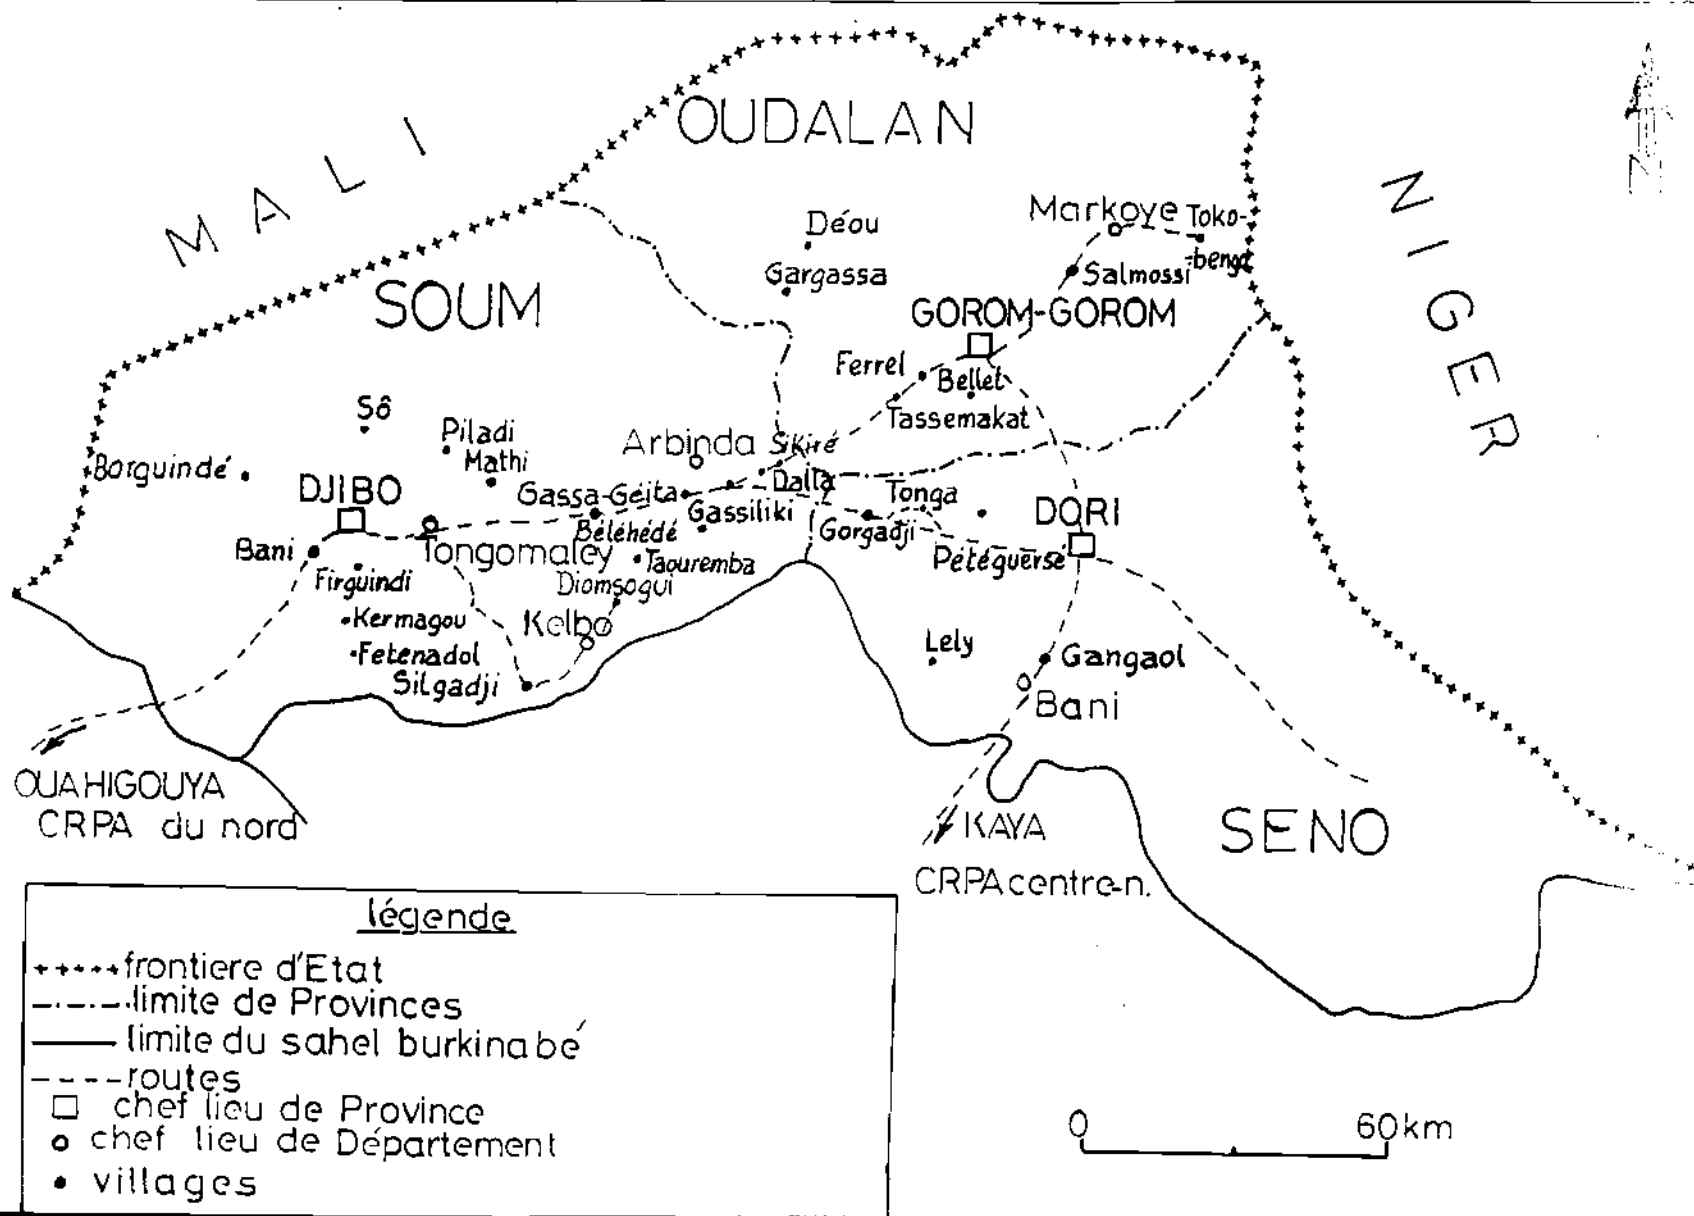 OUDALAN
MALI
NIGER
N
Déou
Markoye
Toko-
-benga
Gargassa
Salmossi
SOUM
GOROM-GOROM
Ferrel
Bellet
Tassemakat
Sô
Piladi
Mathi
Arbinda
Sikiré
Borguindé
DJIBO
Gassa-Géita
Dalla
Tonga
Gassiliki
Gorgadji
DORI
Béléhédé
Bani
Tongomaley
Taouremba
Pétéguersé
Firguindi
Diomsogui
Kermagou
Kelbo
Fetenadol
Silgadji
Lely
Gangaol
Bani
OUAHIGOUYA
CRPA du nord
KAYA
CRPA centre-n.
SENO
légende
frontiere d'Etat
limite de Provinces
limite du sahel burkinabé
routes
chef lieu de Province
chef lieu de Département
villages
0 60km